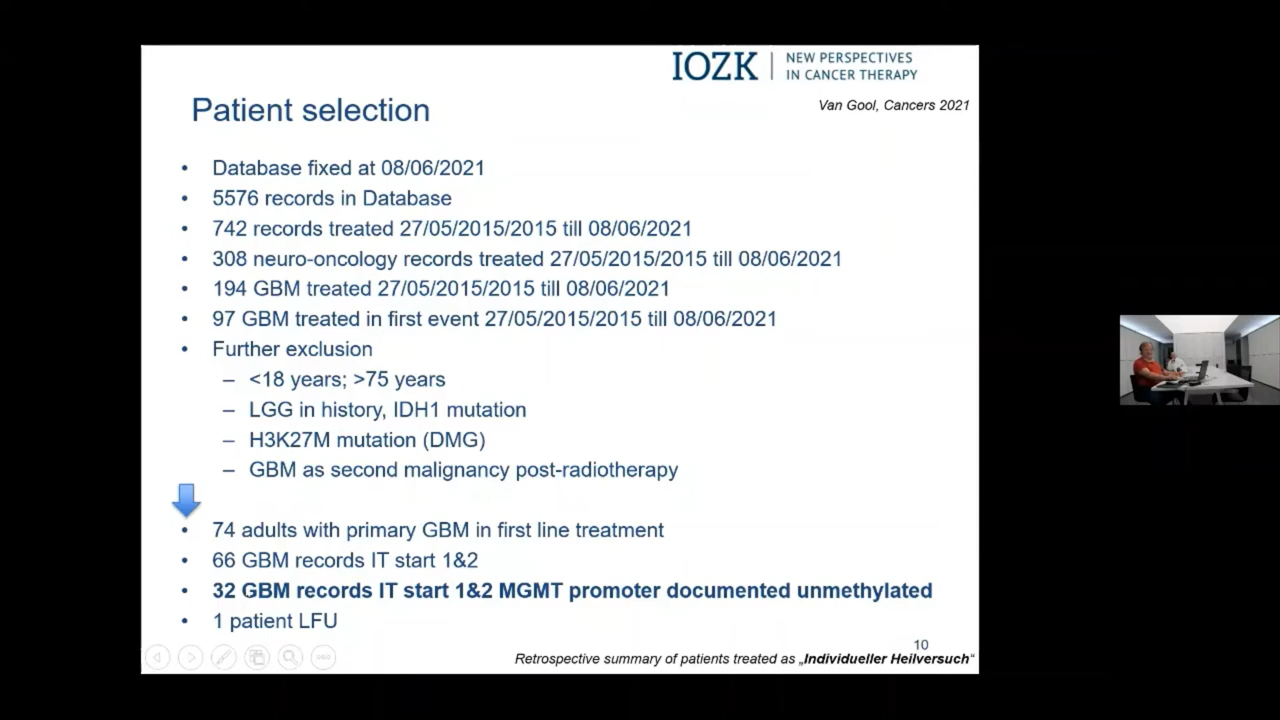 IOZK | NEW PERSPECTIVES
IN CANCER THERAPY
Van Gool, Cancers 2021
Patient selection
• Database fixed at 08/06/2021
• 5576 records in Database
• 742 records treated 27/05/2015/2015 till 08/06/2021
• 308 neuro-oncology records treated 27/05/2015/2015 till 08/06/2021
• 194 GBM treated 27/05/2015/2015 till 08/06/2021
• 97 GBM treated in first event 27/05/2015/2015 till 08/06/2021
• Further exclusion
– <18 years; >75 years
– LGG in history, IDH1 mutation
– H3K27M mutation (DMG)
– GBM as second malignancy post-radiotherapy
• 74 adults with primary GBM in first line treatment
• 66 GBM records IT start 1&2
• 32 GBM records IT start 1&2 MGMT promoter documented unmethylated
• 1 patient LFU
10
Retrospective summary of patients treated as „Individueller Heilversuch“